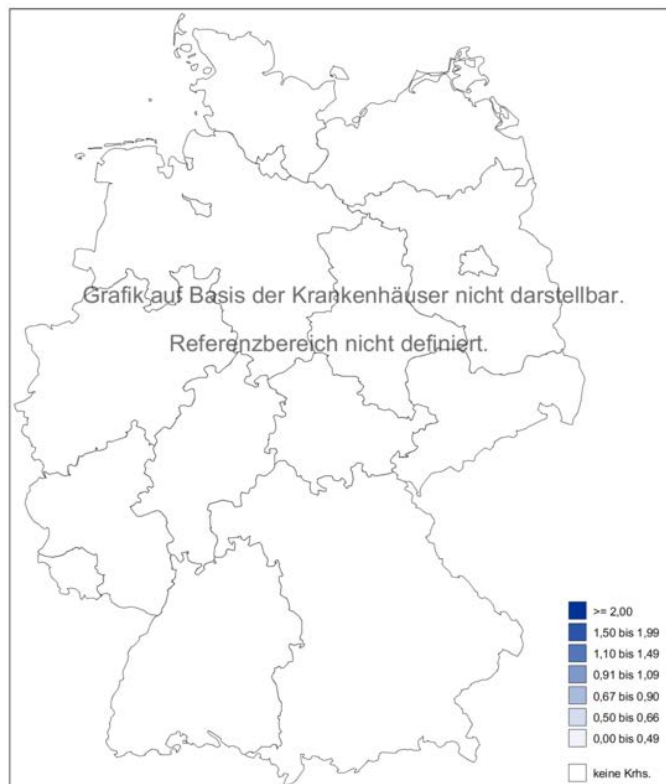 Grafik auf Basis der Krankenhäuser nicht darstellbar.
Referenzbereich nicht definiert.
>= 2,00
1,50 bis 1,99
1,10 bis 1,49
0,91 bis 1,09
0,67 bis 0,90
0,50 bis 0,66
0,00 bis 0,49
keine Krhs.